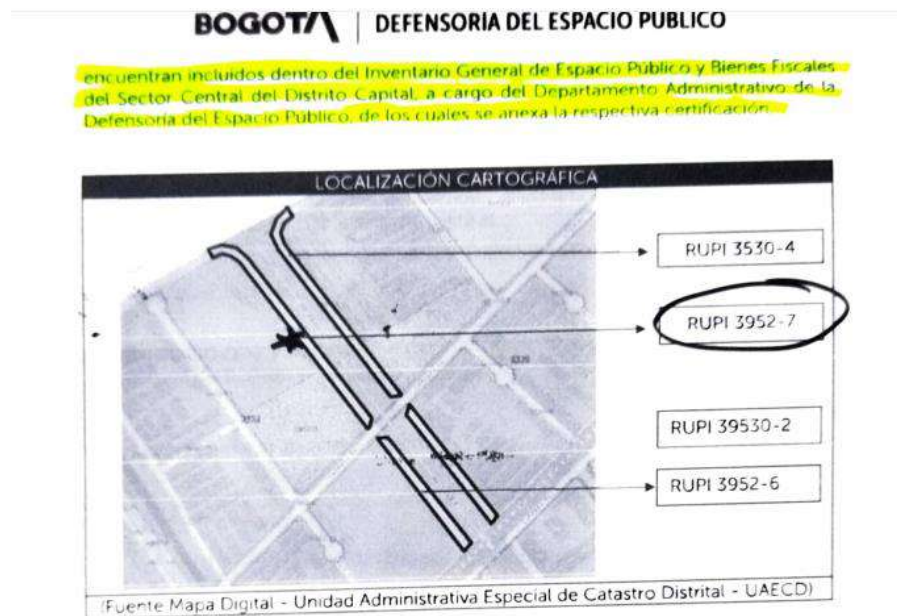 BOGOTÁ | DEFENSORÍA DEL ESPACIO PÚBLICO
encuentran incluidos dentro del Inventario General de Espacio Público y Bienes Fiscales
del Sector Central del Distrito Capital, a cargo del Departamento Administrativo de la
Defensoría del Espacio Público, de los cuales se anexa la respectiva certificación.
LOCALIZACIÓN CARTOGRÁFICA
RUPI 3530-4
RUPI 3952-7
RUPI 39530-2
RUPI 3952-6
(Fuente Mapa Digital - Unidad Administrativa Especial de Catastro Distrital - UAECD)